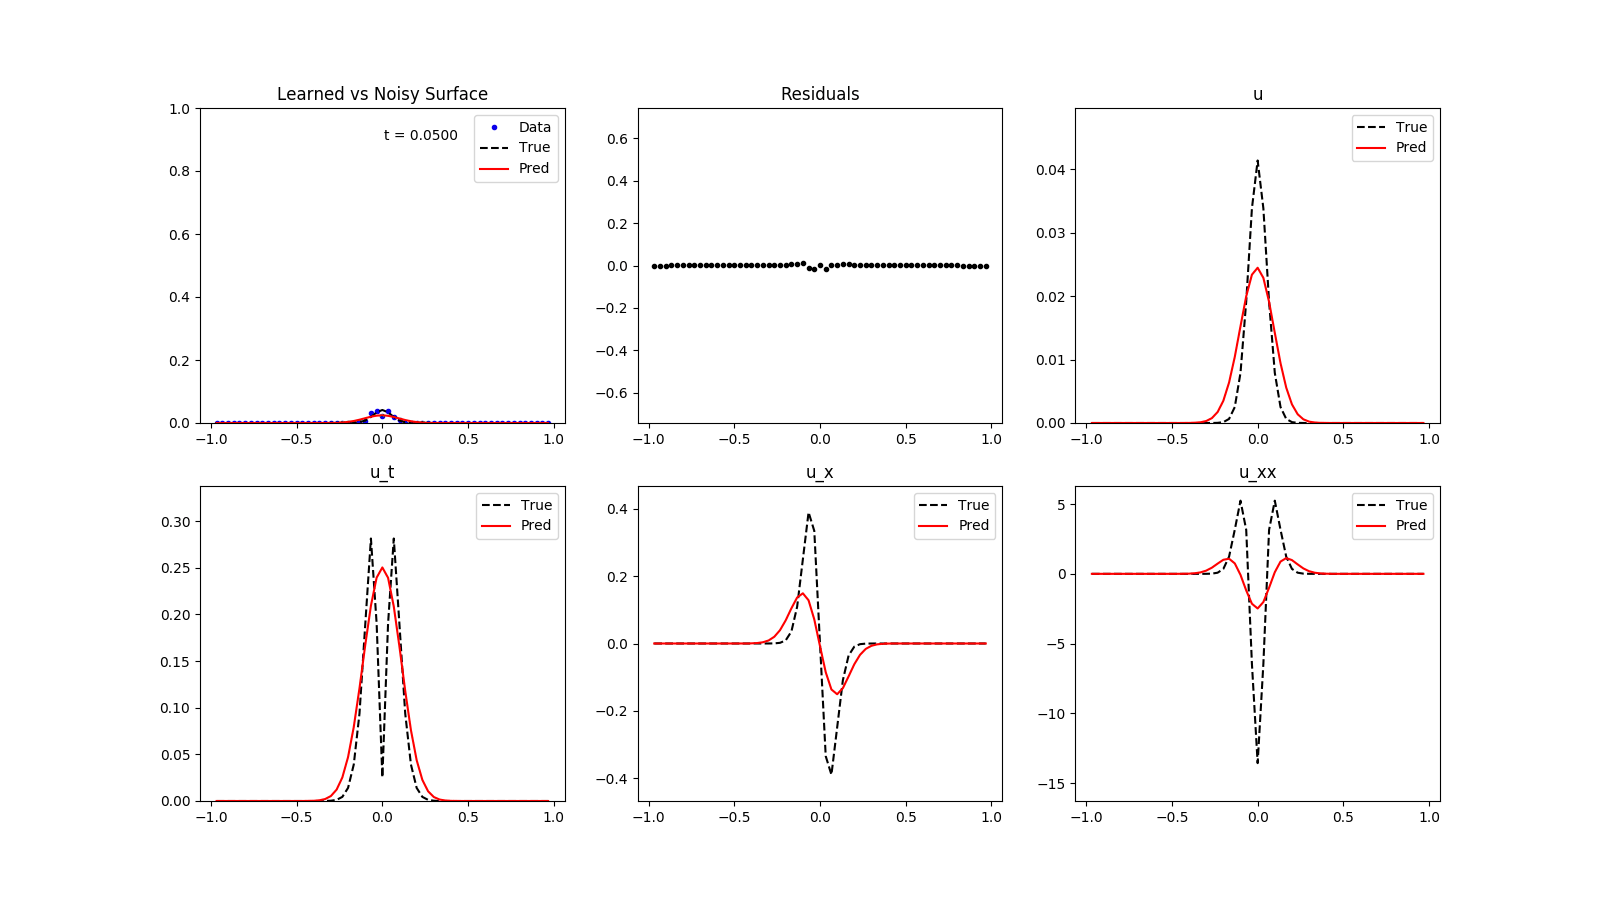 Learned vs Noisy Surface
t = 0.0500
Data
True
Pred
1.0
0.8
0.6
0.4
0.2
0.0
−1.0 −0.5 0.0 0.5 1.0
Residuals
0.6
0.4
0.2
0.0
−0.2
−0.4
−0.6
−1.0 −0.5 0.0 0.5 1.0
u
True
Pred
0.04
0.03
0.02
0.01
0.00
−1.0 −0.5 0.0 0.5 1.0
u_t
True
Pred
0.30
0.25
0.20
0.15
0.10
0.05
0.00
−1.0 −0.5 0.0 0.5 1.0
u_x
True
Pred
0.4
0.2
0.0
−0.2
−0.4
−1.0 −0.5 0.0 0.5 1.0
u_xx
True
Pred
5
0
−5
−10
−15
−1.0 −0.5 0.0 0.5 1.0